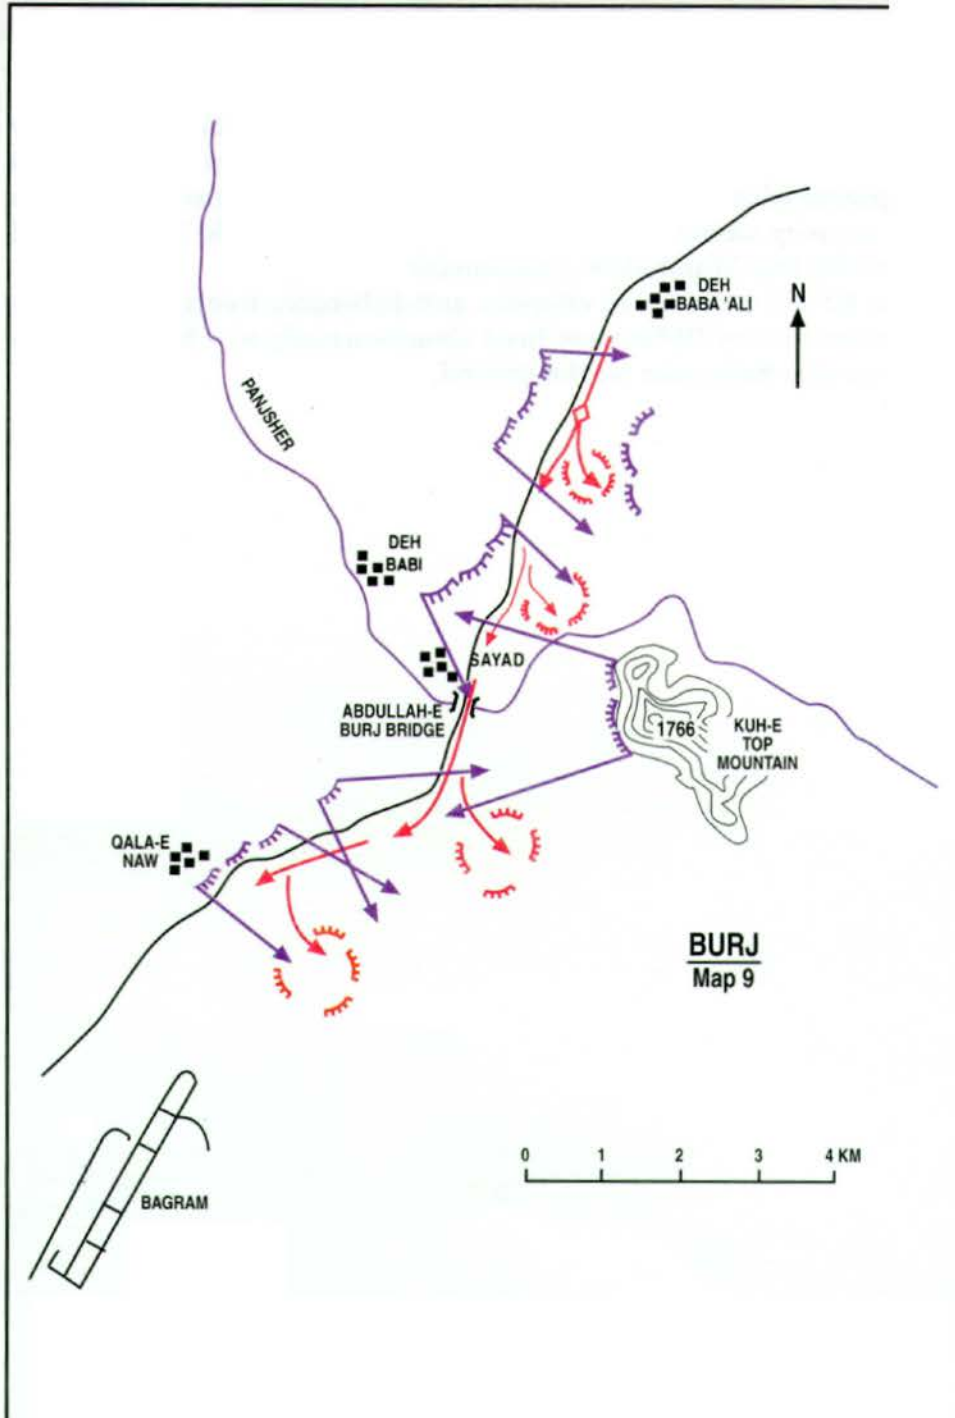 DEH
BABA 'ALI
N
PANJSHER
DEH
BABI
SAYAD
ABDULLAH-E
BURJ BRIDGE
1766
KUH-E
TOP
MOUNTAIN
QALA-E
NAW
BURJ
Map 9
0 1 2 3 4 KM
BAGRAM